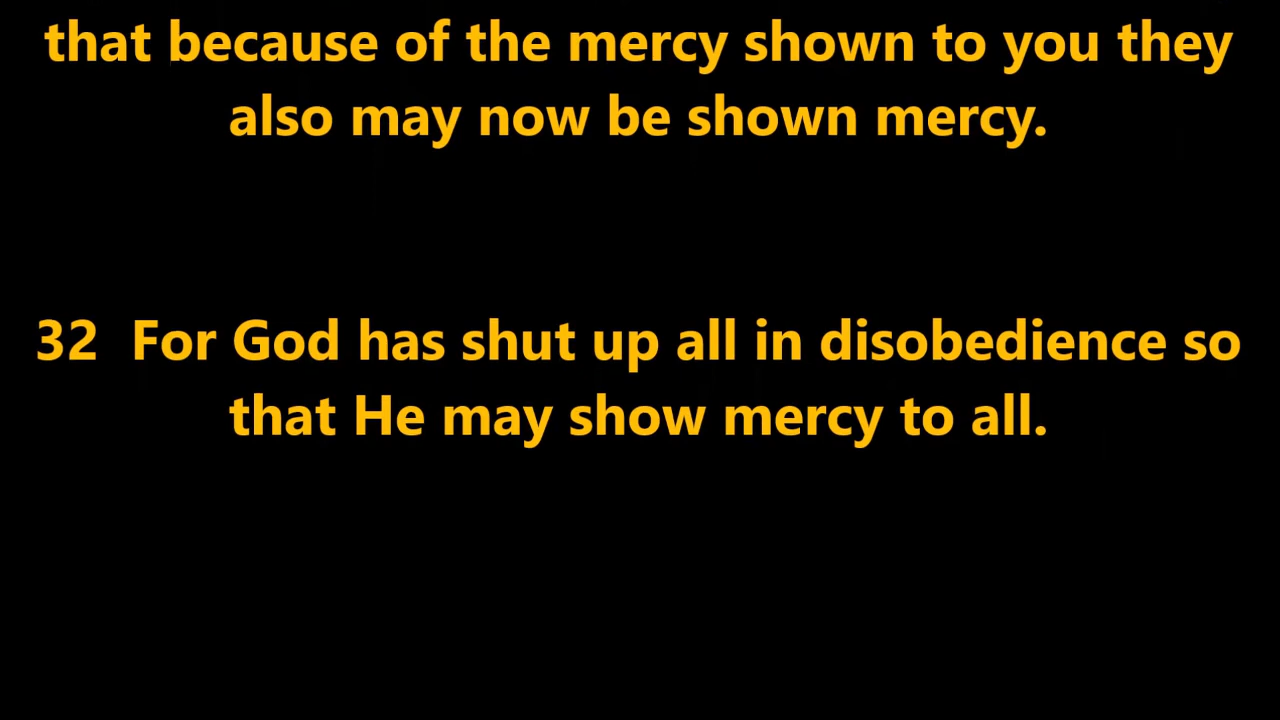 that because of the mercy shown to you they
also may now be shown mercy.
32  For God has shut up all in disobedience so
that He may show mercy to all.